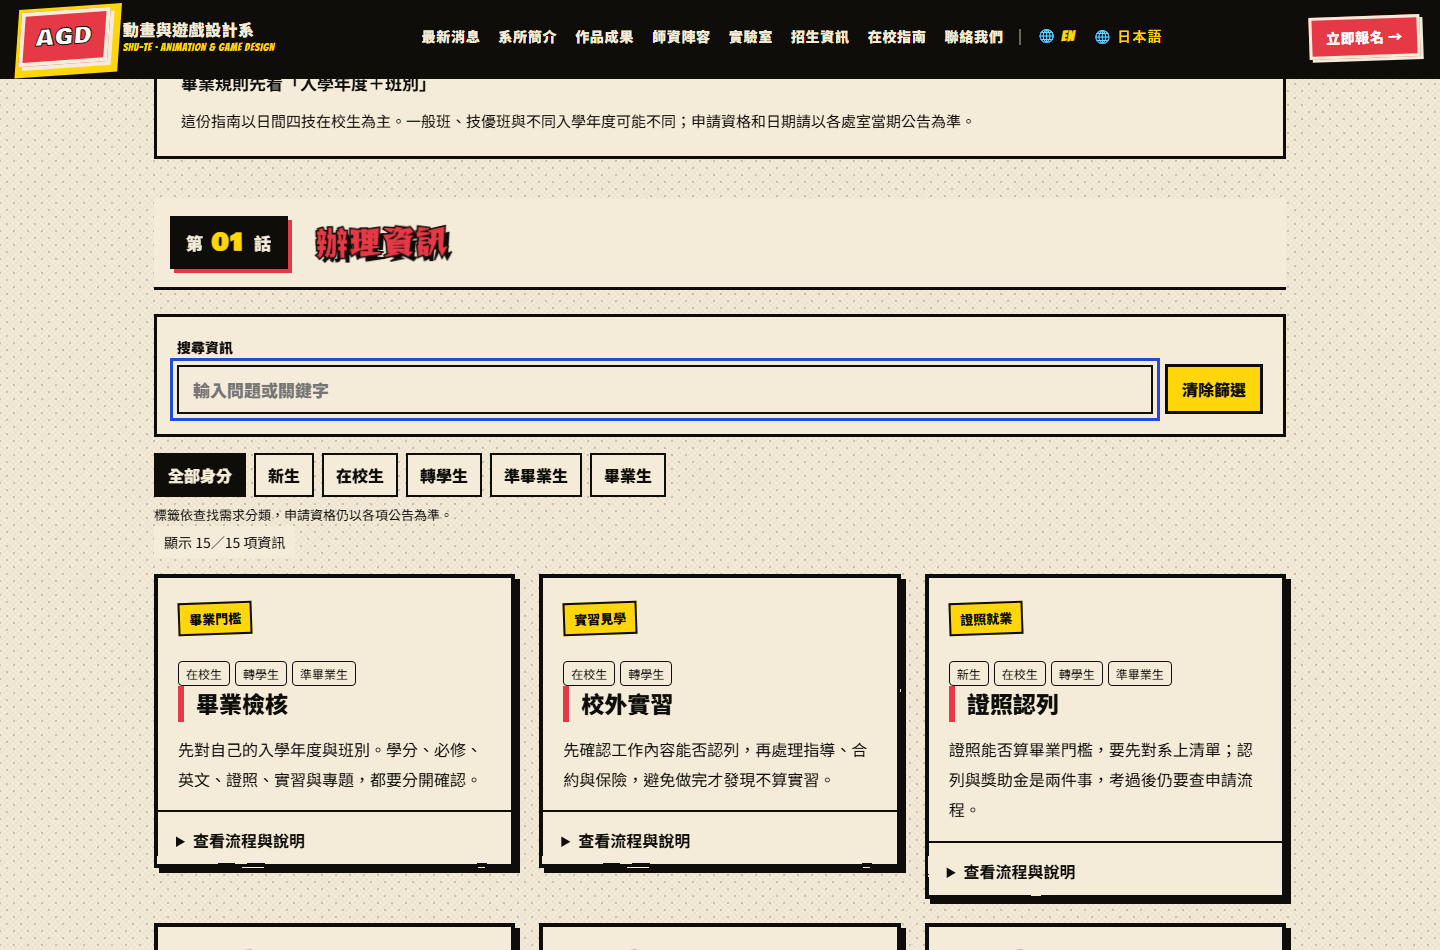 AGD
動畫與遊戲設計系
SHU-TE · ANIMATION & GAME DESIGN
最新消息 系所簡介 作品成果 師資陣容 實驗室 招生資訊 在校指南 聯絡我們 EN 日本語
立即報名 →
畢業規則先看「入學年度＋班別」
這份指南以日間四技在校生為主。一般班、技優班與不同入學年度可能不同；申請資格和日期請以各處室當期公告為準。
第 01 話
辦理資訊
搜尋資訊
輸入問題或關鍵字
清除篩選
全部身分 新生 在校生 轉學生 準畢業生 畢業生
標籤依查找需求分類，申請資格仍以各項公告為準。
顯示 15／15 項資訊
畢業門檻
在校生 轉學生 準畢業生
畢業檢核
先對自己的入學年度與班別。學分、必修、
英文、證照、實習與專題，都要分開確認。
▶ 查看流程與說明
實習見學
在校生 轉學生
校外實習
先確認工作內容能否認列，再處理指導、合
約與保險，避免做完才發現不算實習。
▶ 查看流程與說明
證照就業
新生 在校生 轉學生 準畢業生
證照認列
證照能否算畢業門檻，要先對系上清單；認
列與獎助金是兩件事，考過後仍要查申請流
程。
▶ 查看流程與說明